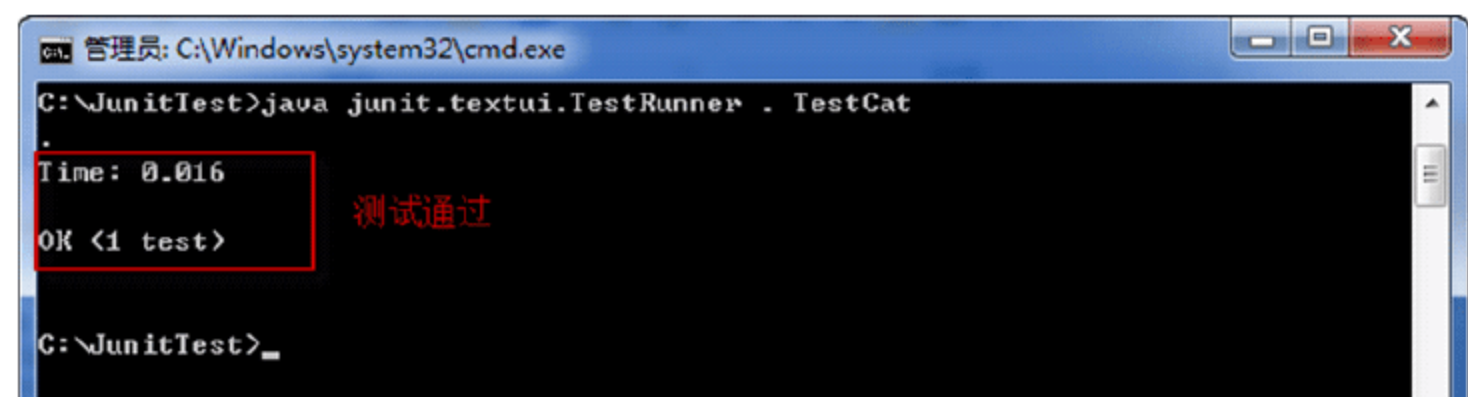 管理员: C:\Windows\system32\cmd.exe
C:\JunitTest>java junit.textui.TestRunner . TestCat
.
Time: 0.016
测试通过
OK (1 test)
C:\JunitTest>